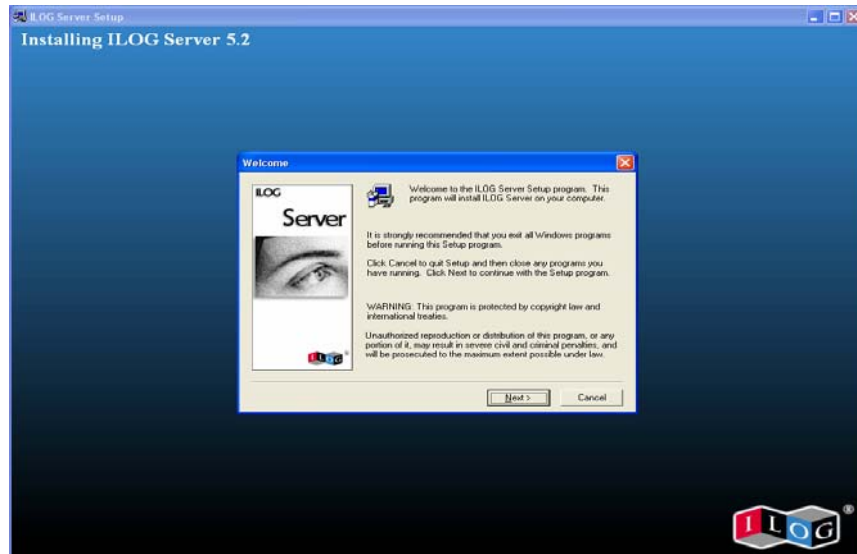 ILOG Server Setup
Installing ILOG Server 5.2
Welcome
ILOG
Server
ILOG
Welcome to the ILOG Server Setup program. This
program will install ILOG Server on your computer.
It is strongly recommended that you exit all Windows programs
before running this Setup program.
Click Cancel to quit Setup and then close any programs you
have running. Click Next to continue with the Setup program.
WARNING: This program is protected by copyright law and
international treaties.
Unauthorized reproduction or distribution of this program, or any
portion of it, may result in severe civil and criminal penalties, and
will be prosecuted to the maximum extent possible under law.
Next >
Cancel
ILOG®